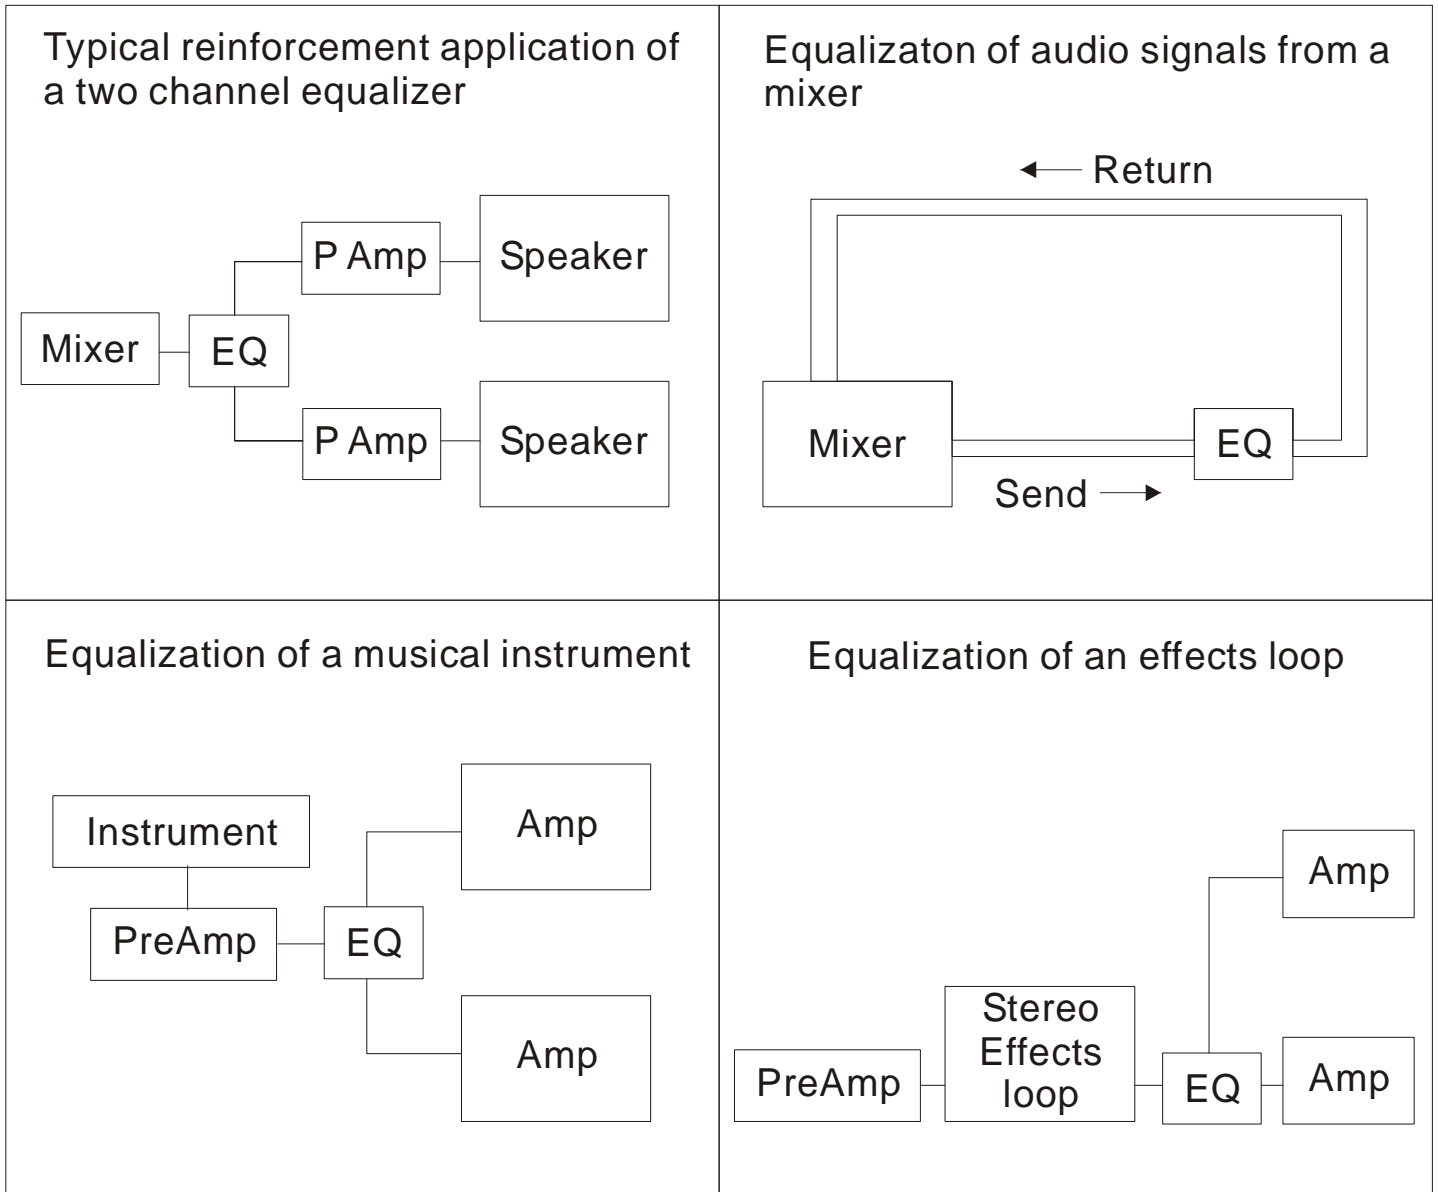 Typical reinforcement application of
a two channel equalizer
P Amp
Speaker
Mixer
EQ
P Amp
Speaker
Equalizaton of audio signals from a
mixer
Return
Mixer
EQ
Send
Equalization of a musical instrument
Amp
Instrument
PreAmp
EQ
Amp
Equalization of an effects loop
Amp
Stereo
Effects
loop
PreAmp
EQ
Amp